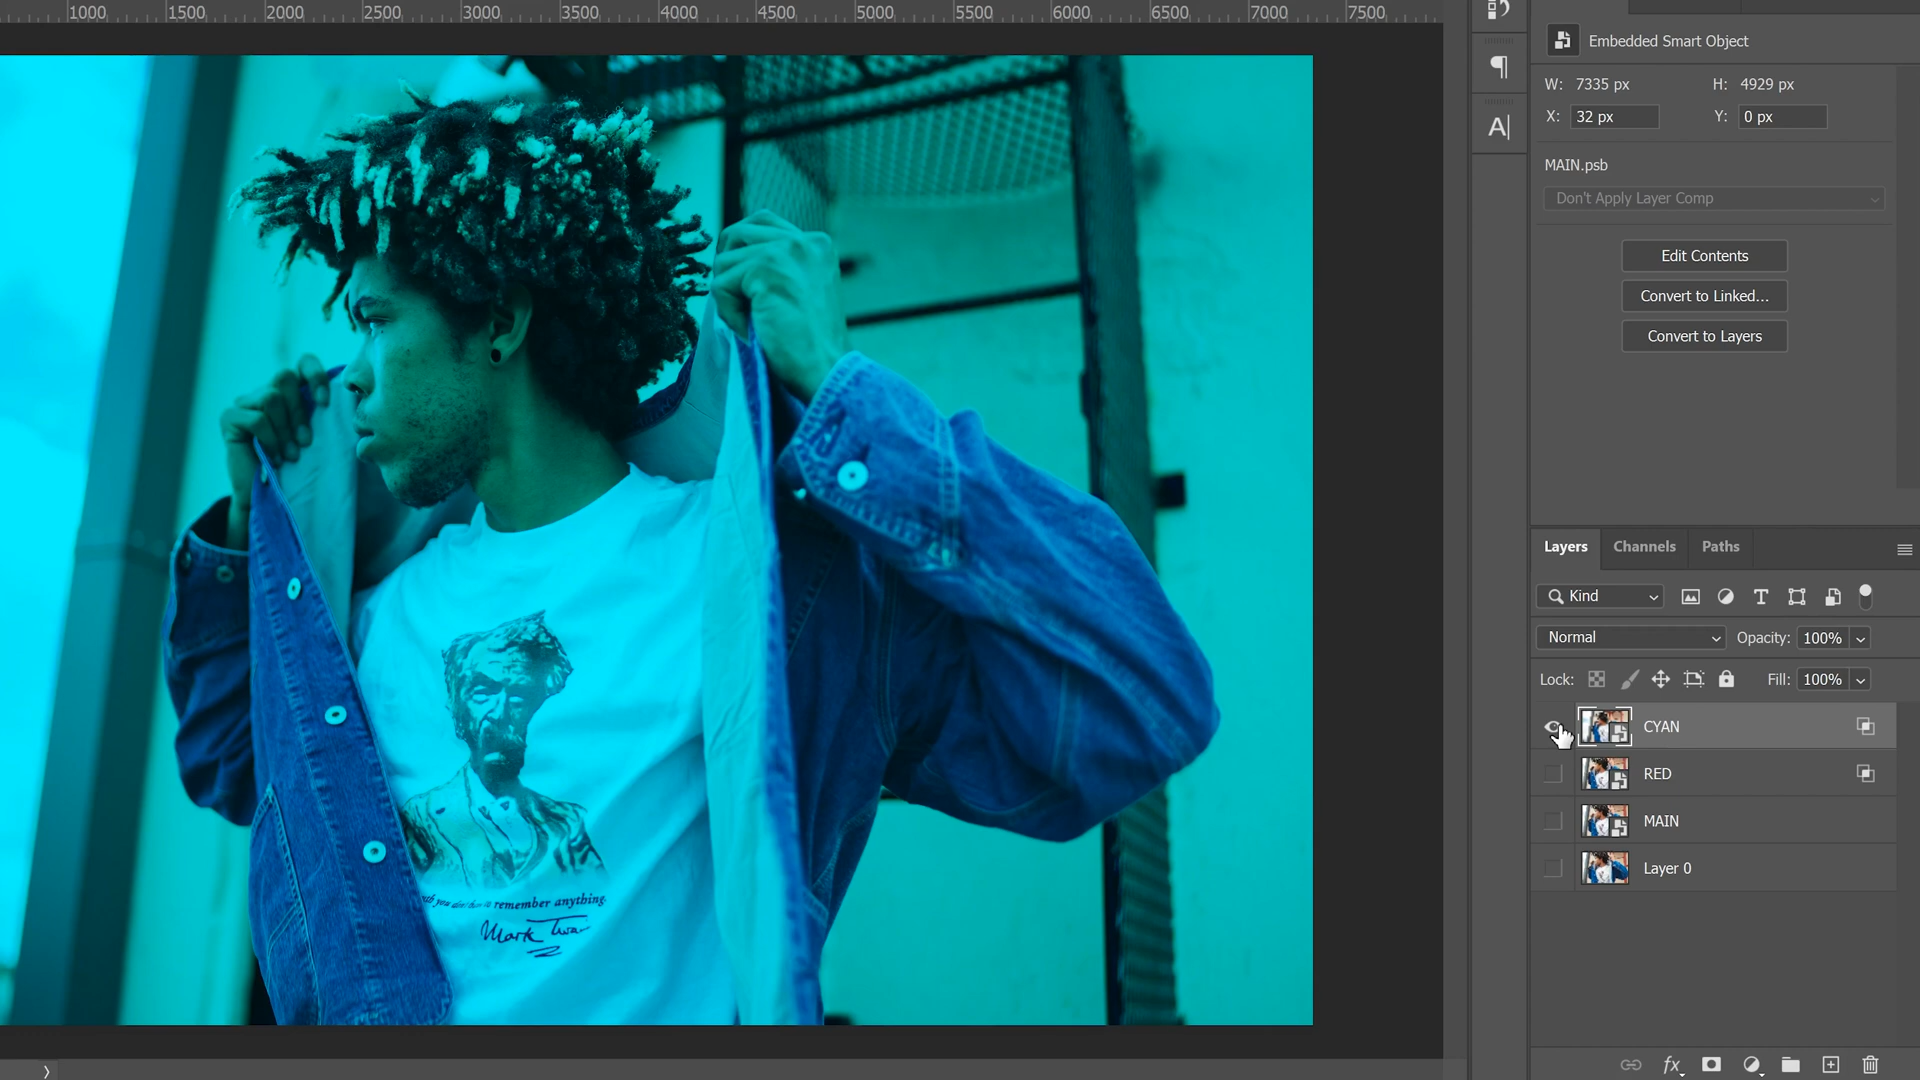 1000 1500 2000 2500 3000 3500 4000 4500 5000 5500 6000 6500 7000 7500
Embedded Smart Object
W: 7335 px H: 4929 px
X: 32 px Y: 0 px
MAIN.psb
Don't Apply Layer Comp
Edit Contents
Convert to Linked...
Convert to Layers
Layers Channels Paths
Kind
Normal Opacity: 100%
Lock: Fill: 100%
CYAN
RED
MAIN
Layer 0
fx
to remember anything.
Mark